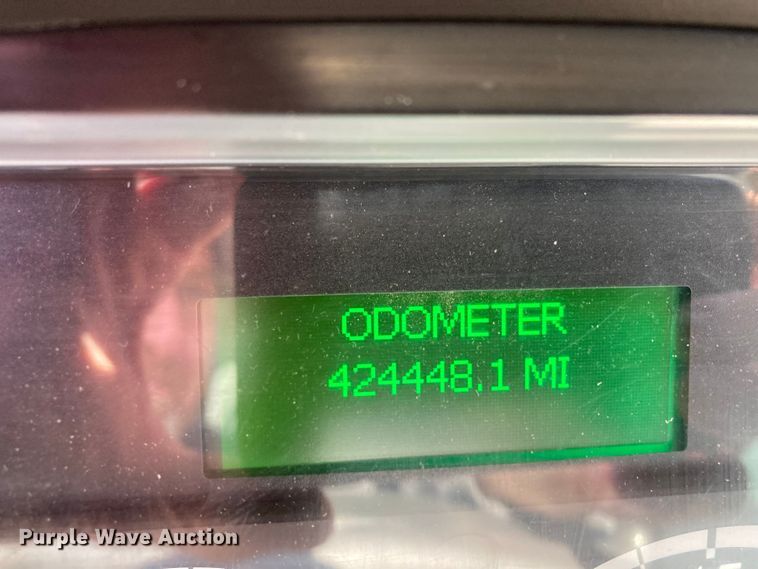 ODOMETER
424448.1 MI
Purple Wave Auction